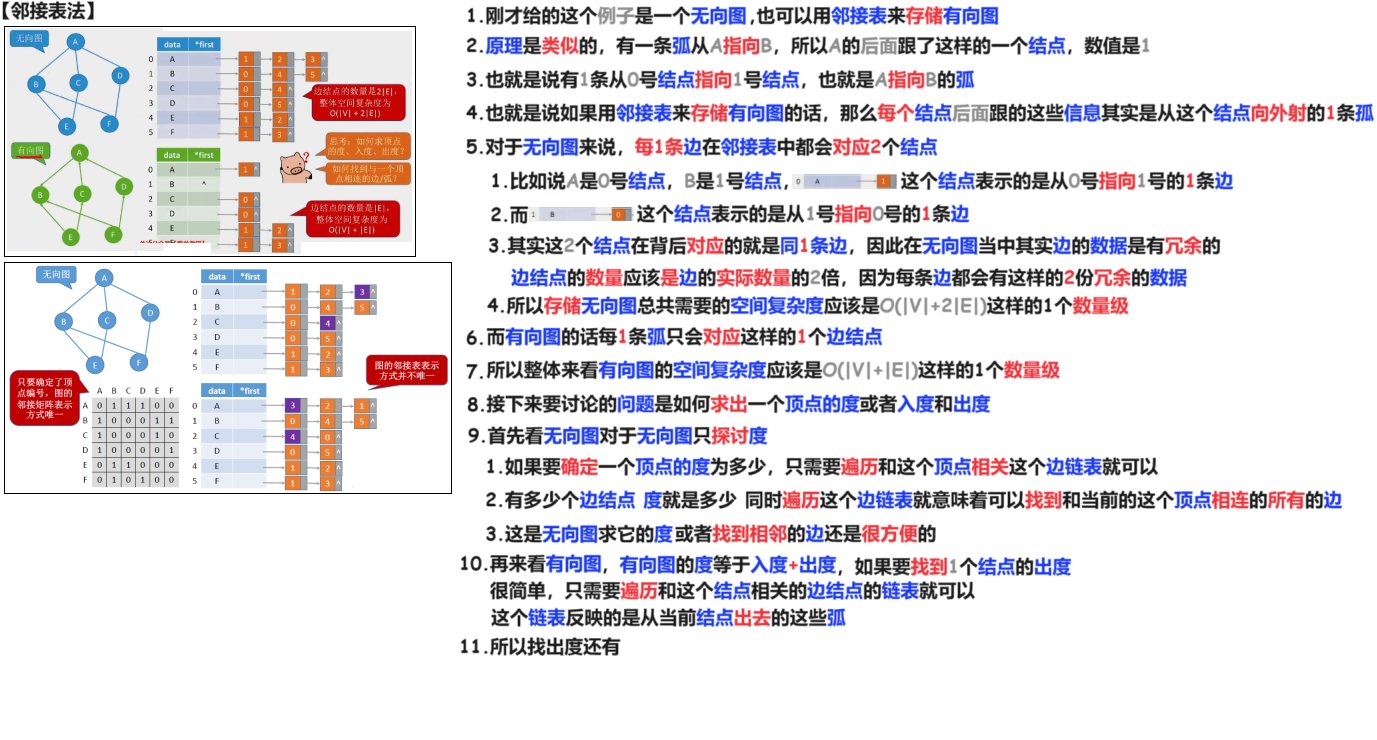 【邻接表法】
无向图
A
B
C
D
E
F
data *first
0 A 1 2 3 ^
1 B 0 4 5 ^
2 C 0 4 ^
3 D 0 5 ^
4 E 1 2 ^
5 F 1 3 ^
边结点的数量是2|E|,
整体空间复杂度为
O(|V| + 2|E|)
思考：如何求顶点
的度、入度、出度？
如何找到与一个顶
点相连的边/弧？
有向图
A
B
C
D
E
F
data *first
0 A 1 ^
1 B ^
2 C 0 ^
3 D 0 ^
4 E 1 2 ^
1 3 ^
边结点的数量是|E|,
整体空间复杂度为
O(|V| + |E|)
无向图
A
B
C
D
E
F
data *first
0 A 1 2 3 ^
1 B 0 4 5 ^
2 C 0 4 ^
3 D 0 5 ^
4 E 1 2 ^
5 F 1 3 ^
图的邻接表表示
方式并不唯一
只要确定了顶
点编号，图的
邻接矩阵表示
方式唯一
A B C D E F
A 0 1 1 1 0 0
B 1 0 0 0 1 1
C 1 0 0 0 1 0
D 1 0 0 0 0 1
E 0 1 1 0 0 0
F 0 1 0 1 0 0
data *first
0 A 3 2 1 ^
1 B 0 4 5 ^
2 C 4 0 ^
3 D 0 5 ^
4 E 1 2 ^
5 F 1 3 ^
1.刚才给的这个例子是一个无向图,也可以用邻接表来存储有向图
2.原理是类似的，有一条弧从A指向B，所以A的后面跟了这样的一个结点，数值是1
3.也就是说有1条从0号结点指向1号结点，也就是A指向B的弧
4.也就是说如果用邻接表来存储有向图的话，那么每个结点后面跟的这些信息其实是从这个结点向外射的1条弧
5.对于无向图来说，每1条边在邻接表中都会对应2个结点
1.比如说A是0号结点，B是1号结点, 0 A 1 这个结点表示的是从0号指向1号的1条边
2.而 1 B 0 这个结点表示的是从1号指向0号的1条边
3.其实这2个结点在背后对应的就是同1条边，因此在无向图当中其实边的数据是有冗余的
边结点的数量应该是边的实际数量的2倍，因为每条边都会有这样的2份冗余的数据
4.所以存储无向图总共需要的空间复杂度应该是O(|V|+2|E|)这样的1个数量级
6.而有向图的话每1条弧只会对应这样的1个边结点
7.所以整体来看有向图的空间复杂度应该是O(|V|+|E|)这样的1个数量级
8.接下来要讨论的问题是如何求出一个顶点的度或者入度和出度
9.首先看无向图对于无向图只探讨度
1.如果要确定一个顶点的度为多少，只需要遍历和这个顶点相关这个边链表就可以
2.有多少个边结点 度就是多少 同时遍历这个边链表就意味着可以找到和当前的这个顶点相连的所有的边
3.这是无向图求它的度或者找到相邻的边还是很方便的
10.再来看有向图，有向图的度等于入度+出度，如果要找到1个结点的出度
很简单，只需要遍历和这个结点相关的边结点的链表就可以
这个链表反映的是从当前结点出去的这些弧
11.所以找出度还有